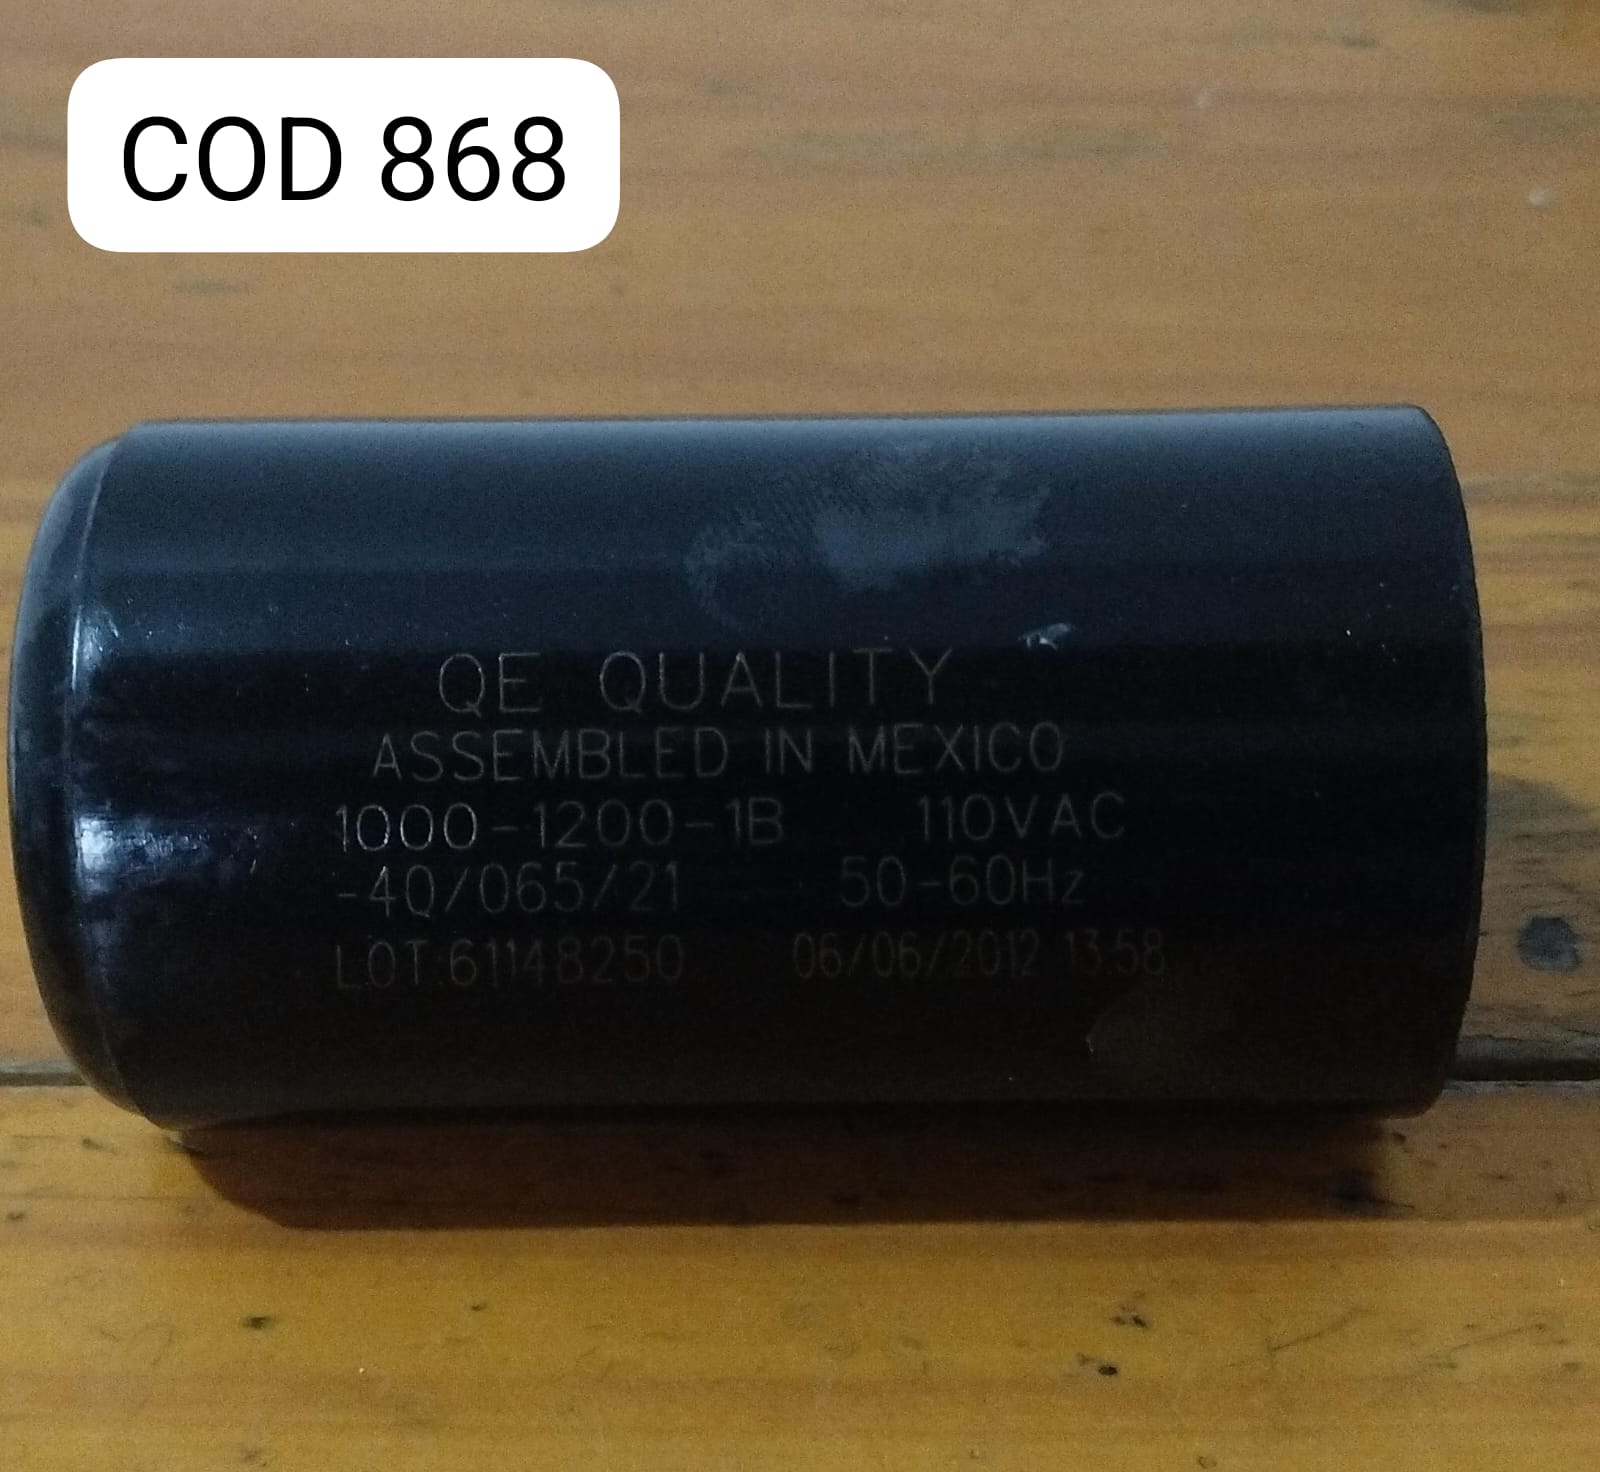 COD 868
QE QUALITY
ASSEMBLED IN MEXICO
1000-1200-1B 110VAC
-40/065/21 50-60Hz
LOT:61148250 06/06/2012 13:58